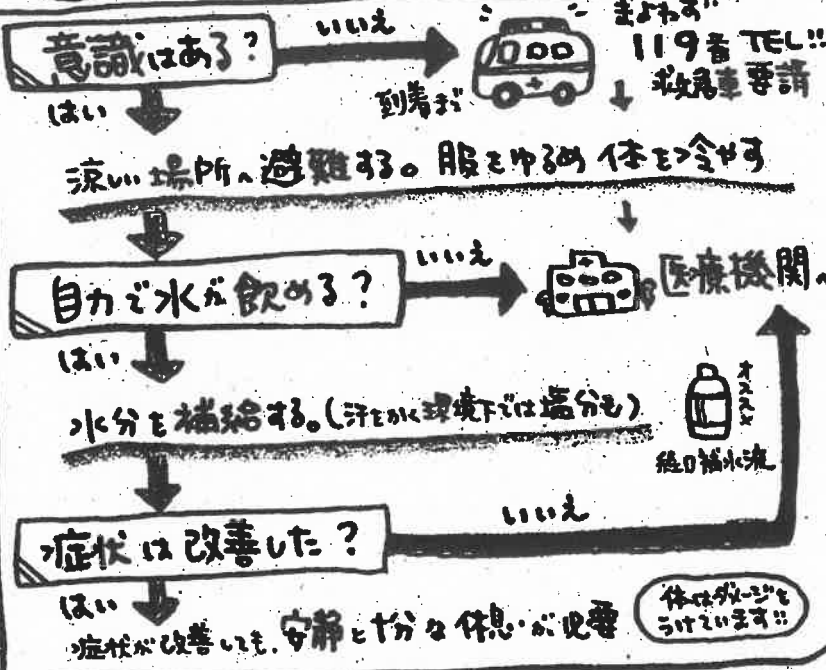 意識はある?
いいえ
まよわず
119番 TEL!!
救急車要請
到着まで
はい
涼しい場所へ避難する。服をゆるめ体を冷やす
自力で水が飲める?
いいえ
医療機関へ
はい
水分を補給する。(汗をかく環境下では塩分も)
オススメ
経口補水液
症状は改善した?
いいえ
はい
症状が改善しても、安静と十分な休息が必要
体はダメージを
うけています!!